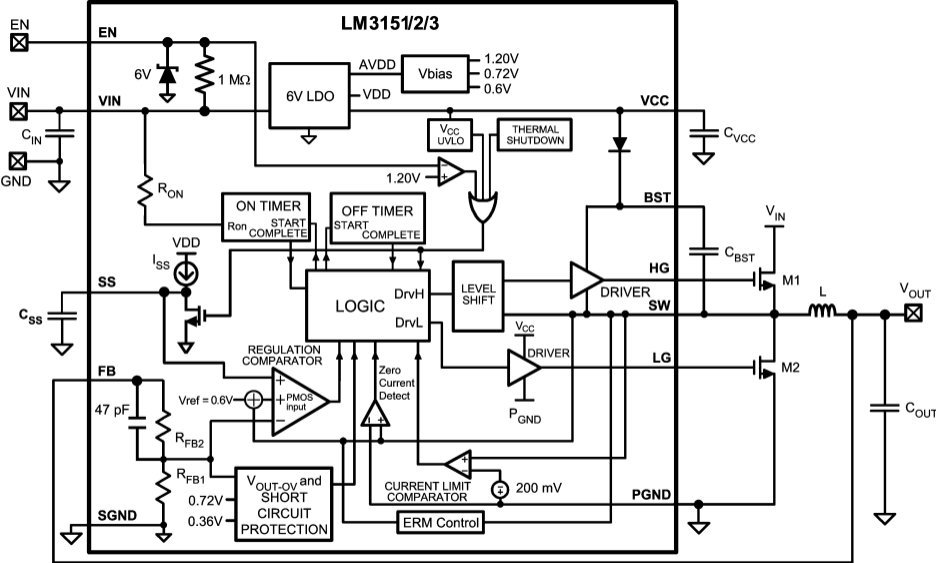 LM3151/2/3
EN
EN
6V
1 MΩ
6V LDO
AVDD
VDD
Vbias
1.20V
0.72V
0.6V
VIN
VIN
CIN
GND
VCC
CVCC
VCC
UVLO
THERMAL
SHUTDOWN
1.20V
RON
ON TIMER
Ron
START
COMPLETE
OFF TIMER
START
COMPLETE
BST
CBST
VIN
VDD
ISS
SS
CSS
LOGIC
DrvH
DrvL
LEVEL
SHIFT
DRIVER
HG
M1
SW
L
VOUT
VCC
DRIVER
PGND
LG
M2
COUT
REGULATION
COMPARATOR
Zero
Current
Detect
FB
47 pF
RFB2
RFB1
Vref = 0.6V
+
+
PMOS
input
−
VOUT-OV and
SHORT
CIRCUIT
PROTECTION
0.72V
0.36V
CURRENT LIMIT
COMPARATOR
200 mV
PGND
SGND
ERM Control